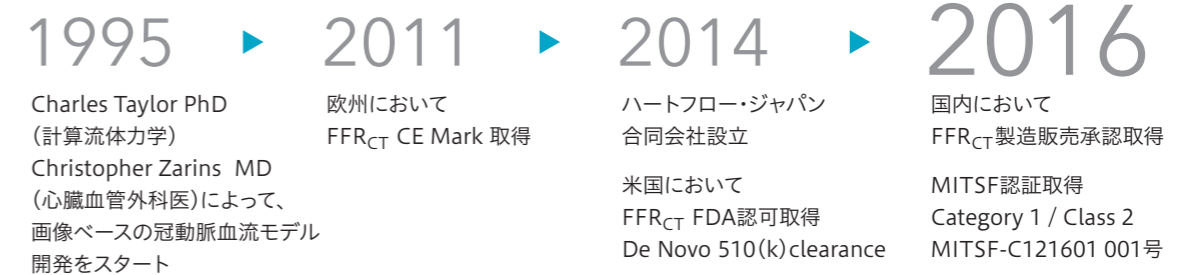 1995
Charles Taylor PhD
（計算流体力学）
Christopher Zarins MD
（心臓血管外科医）によって、
画像ベースの冠動脈血流モデル
開発をスタート
2011
欧州において
FFRCT CE Mark 取得
2014
ハートフロー・ジャパン
合同会社設立
米国において
FFRCT FDA認可取得
De Novo 510（k）clearance
2016
国内において
FFRCT製造販売承認取得
MITSF認証取得
Category 1 / Class 2
MITSF-C121601 001号